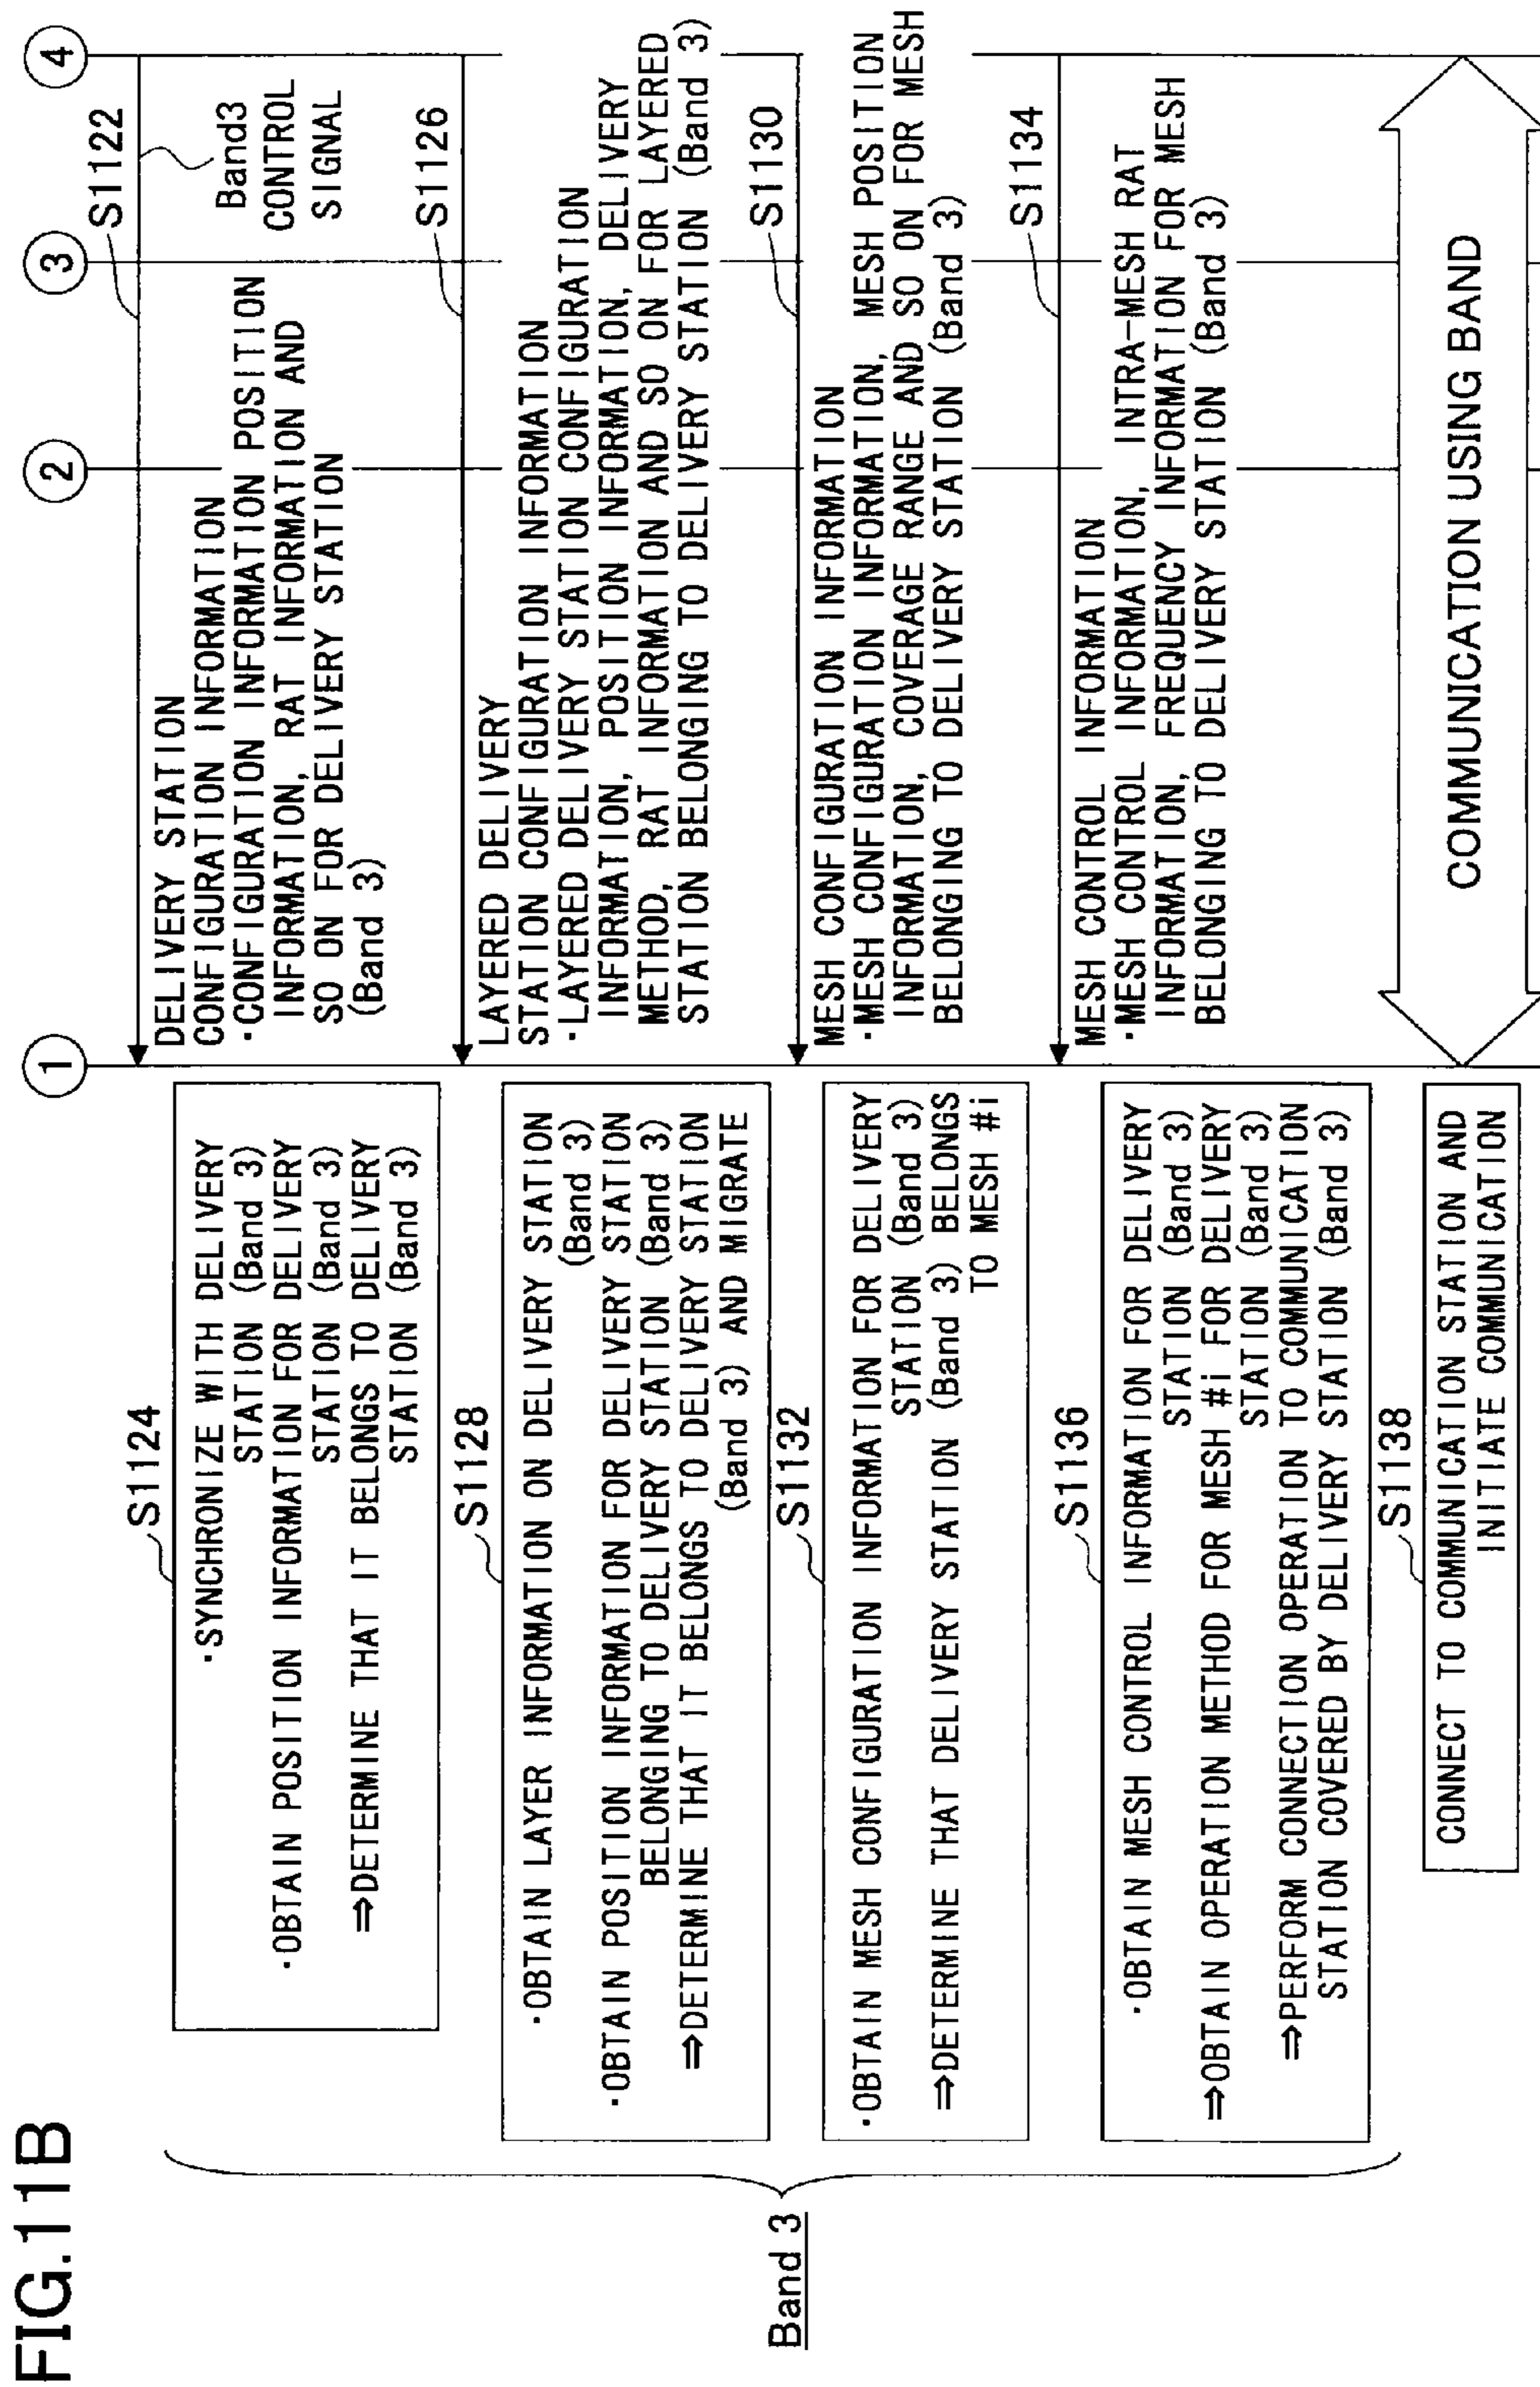 FIG.11B
1
2
3
4
S1122
Band3
CONTROL
SIGNAL
DELIVERY STATION
CONFIGURATION INFORMATION
·CONFIGURATION INFORMATION POSITION
INFORMATION, RAT INFORMATION AND
SO ON FOR DELIVERY STATION
(Band 3)
S1124
·SYNCHRONIZE WITH DELIVERY
STATION (Band 3)
·OBTAIN POSITION INFORMATION FOR DELIVERY
STATION (Band 3)
⇒DETERMINE THAT IT BELONGS TO DELIVERY
STATION (Band 3)
S1126
LAYERED DELIVERY
STATION CONFIGURATION INFORMATION
·LAYERED DELIVERY STATION CONFIGURATION
INFORMATION, POSITION INFORMATION, DELIVERY
METHOD, RAT INFORMATION AND SO ON FOR LAYERED
STATION BELONGING TO DELIVERY STATION (Band 3)
S1128
·OBTAIN LAYER INFORMATION ON DELIVERY STATION
(Band 3)
·OBTAIN POSITION INFORMATION FOR DELIVERY STATION
BELONGING TO DELIVERY STATION (Band 3)
⇒DETERMINE THAT IT BELONGS TO DELIVERY STATION
(Band 3) AND MIGRATE
S1130
MESH CONFIGURATION INFORMATION
·MESH CONFIGURATION INFORMATION, MESH POSITION
INFORMATION, COVERAGE RANGE AND SO ON FOR MESH
BELONGING TO DELIVERY STATION (Band 3)
S1132
·OBTAIN MESH CONFIGURATION INFORMATION FOR DELIVERY
STATION (Band 3)
⇒DETERMINE THAT DELIVERY STATION (Band 3) BELONGS
TO MESH #i
S1134
MESH CONTROL INFORMATION
·MESH CONTROL INFORMATION, INTRA-MESH RAT
INFORMATION, FREQUENCY INFORMATION FOR MESH
BELONGING TO DELIVERY STATION (Band 3)
S1136
·OBTAIN MESH CONTROL INFORMATION FOR DELIVERY
STATION (Band 3)
⇒OBTAIN OPERATION METHOD FOR MESH #i FOR DELIVERY
STATION (Band 3)
⇒PERFORM CONNECTION OPERATION TO COMMUNICATION
STATION COVERED BY DELIVERY STATION (Band 3)
Band 3
S1138
CONNECT TO COMMUNICATION STATION AND
INITIATE COMMUNICATION
COMMUNICATION USING BAND